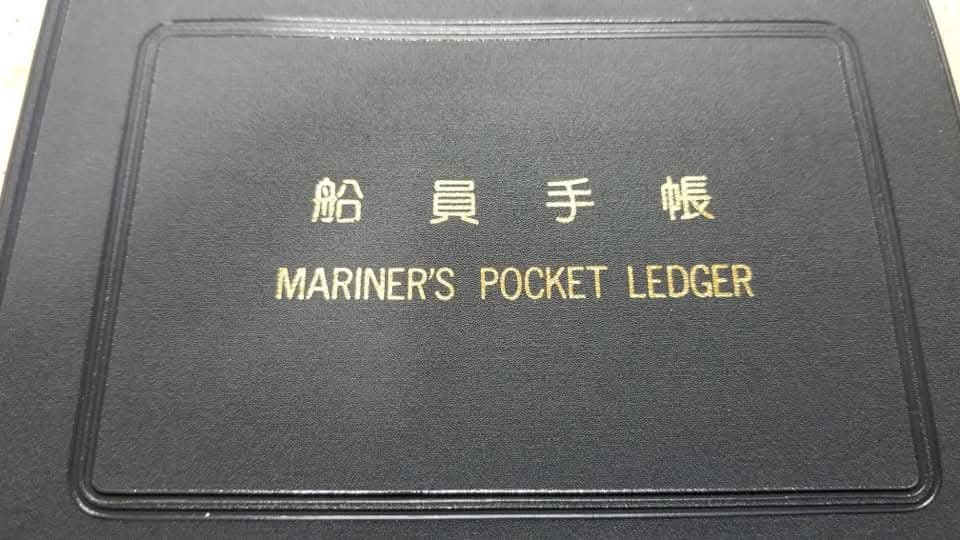 船員手帳
MARINER'S POCKET LEDGER